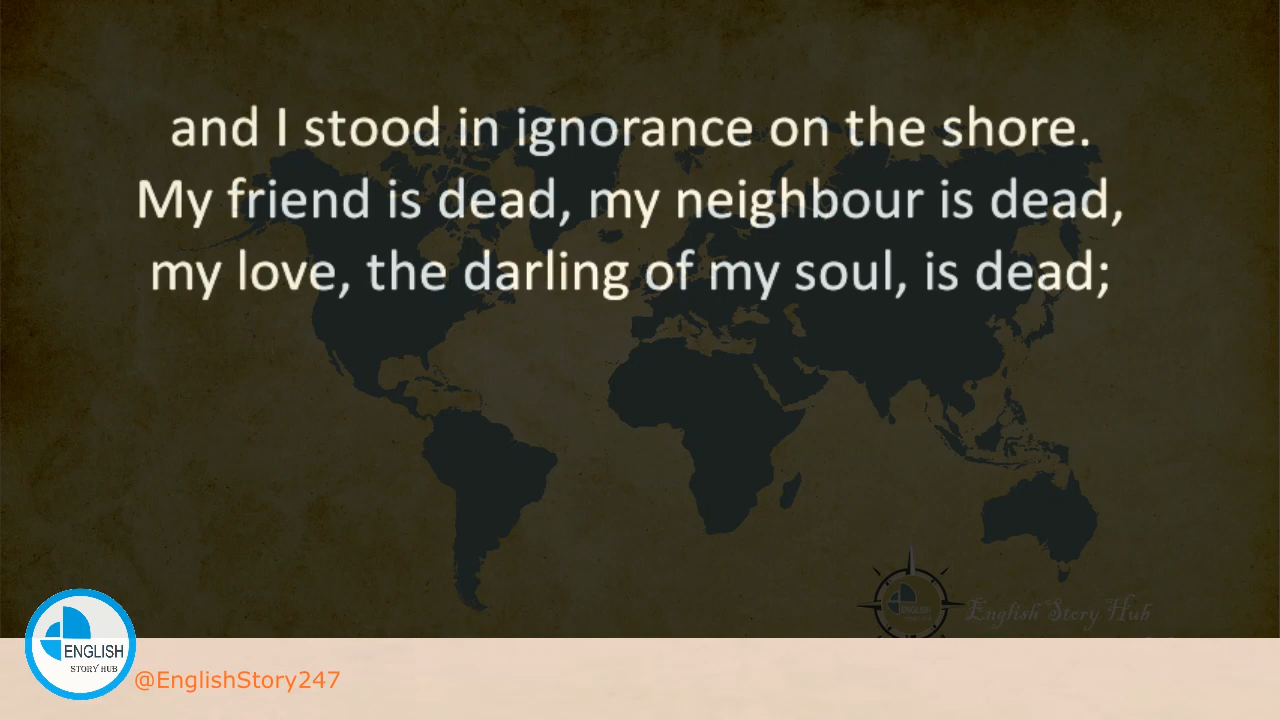 and I stood in ignorance on the shore.
My friend is dead, my neighbour is dead,
my love, the darling of my soul, is dead;
English Story Hub
ENGLISH
STORY HUB
@EnglishStory247